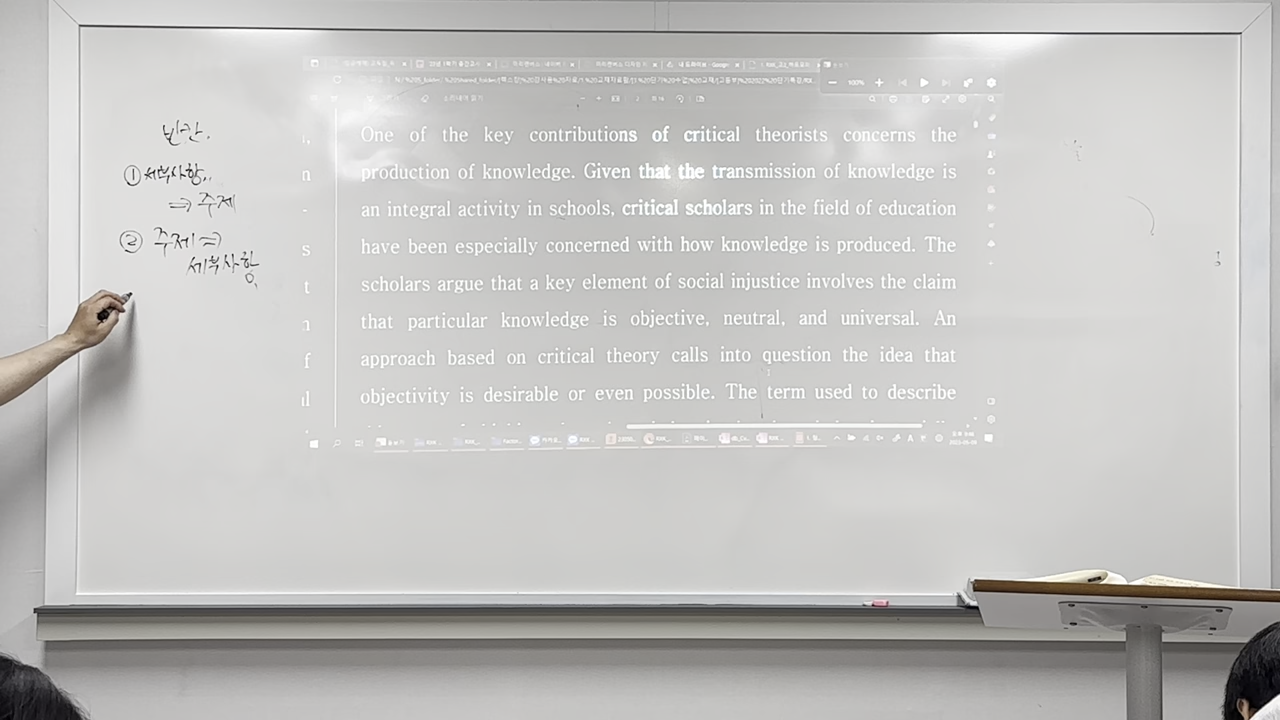 빈칸.
① 세부사항..
⇒ 주제
② 주제 ⇒
세부사항
One of the key contributions of critical theorists concerns the
production of knowledge. Given that the transmission of knowledge is
an integral activity in schools, critical scholars in the field of education
have been especially concerned with how knowledge is produced. The
scholars argue that a key element of social injustice involves the claim
that particular knowledge is objective, neutral, and universal. An
approach based on critical theory calls into question the idea that
objectivity is desirable or even possible. The term used to describe